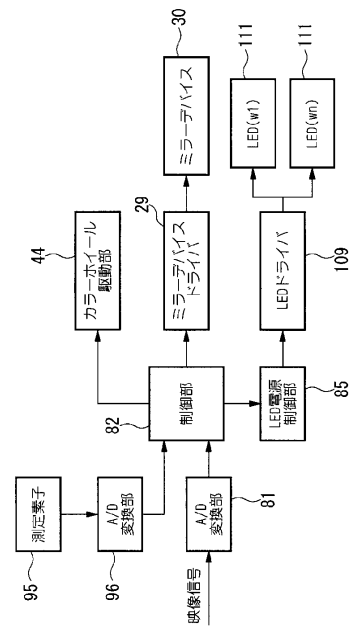 測定素子
95
A/D
変換部
96
映像信号
A/D
変換部
81
制御部
82
カラーホイール
駆動部
44
ミラーデバイス
ドライバ
29
ミラーデバイス
30
LED電源
制御部
85
LEDドライバ
109
LED(w1)
111
LED(wn)
111